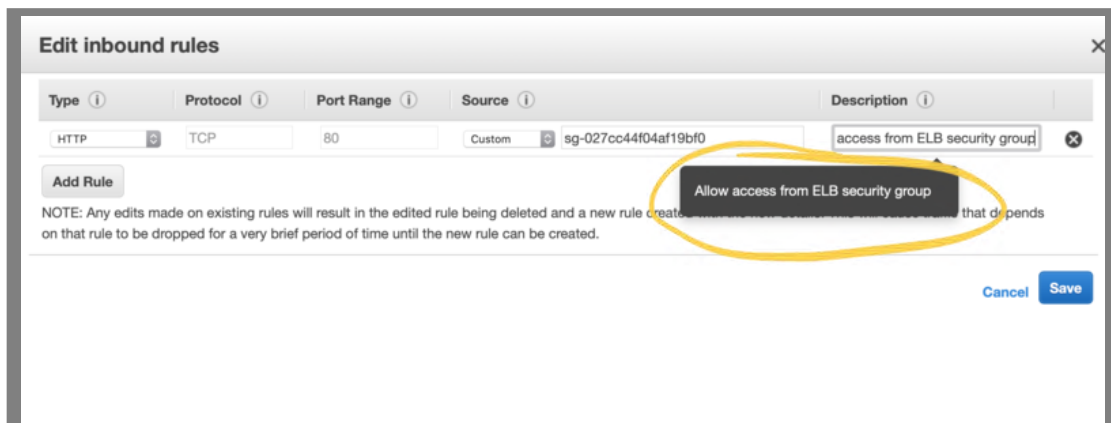 Edit inbound rules
Type Protocol Port Range Source Description
HTTP TCP 80 Custom sg-027cc44f04af19bf0 access from ELB security group
Add Rule
Allow access from ELB security group
NOTE: Any edits made on existing rules will result in the edited rule being deleted and a new rule created that depends
on that rule to be dropped for a very brief period of time until the new rule can be created.
Cancel Save